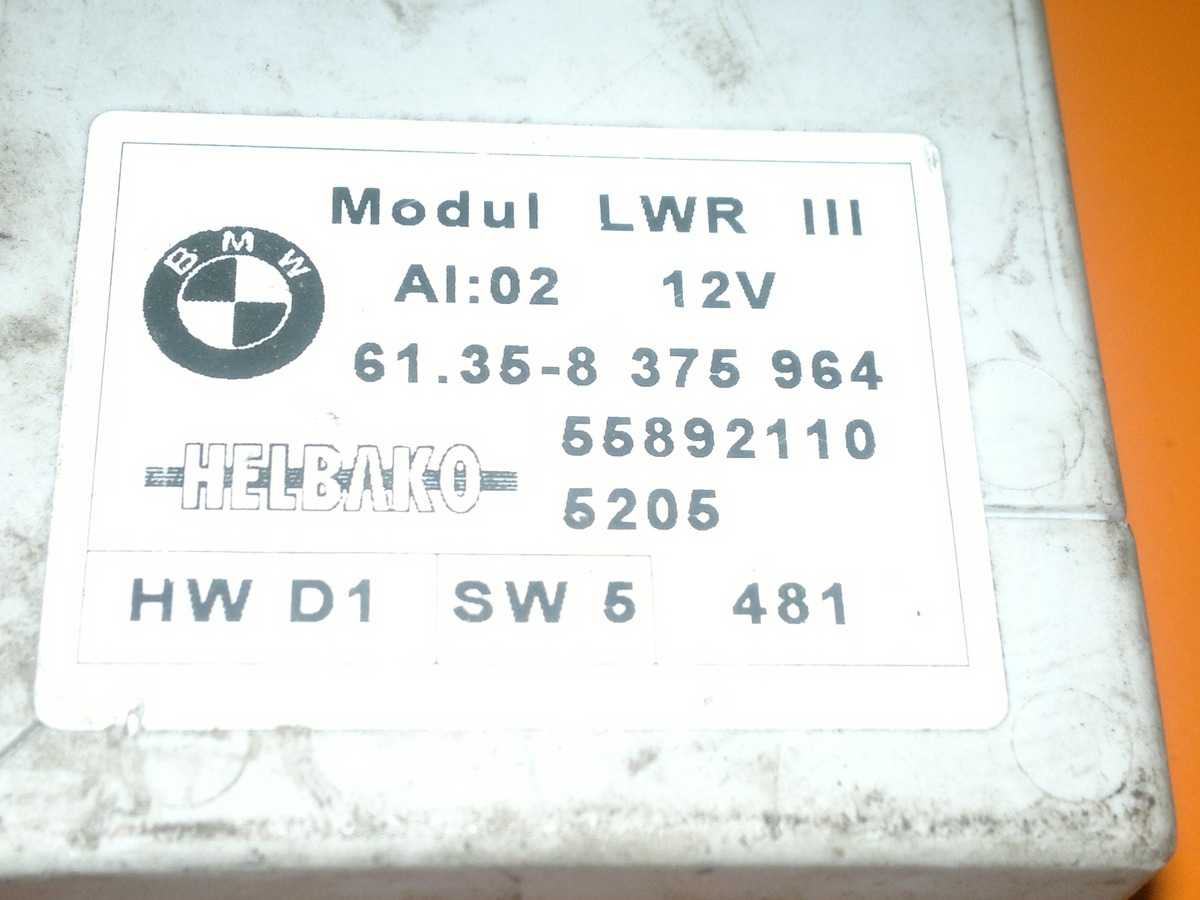 Modul LWR III
BMW
AI:02 12V
61.35-8 375 964
55892110
HELBAKO
5205
HW D1 SW 5 481